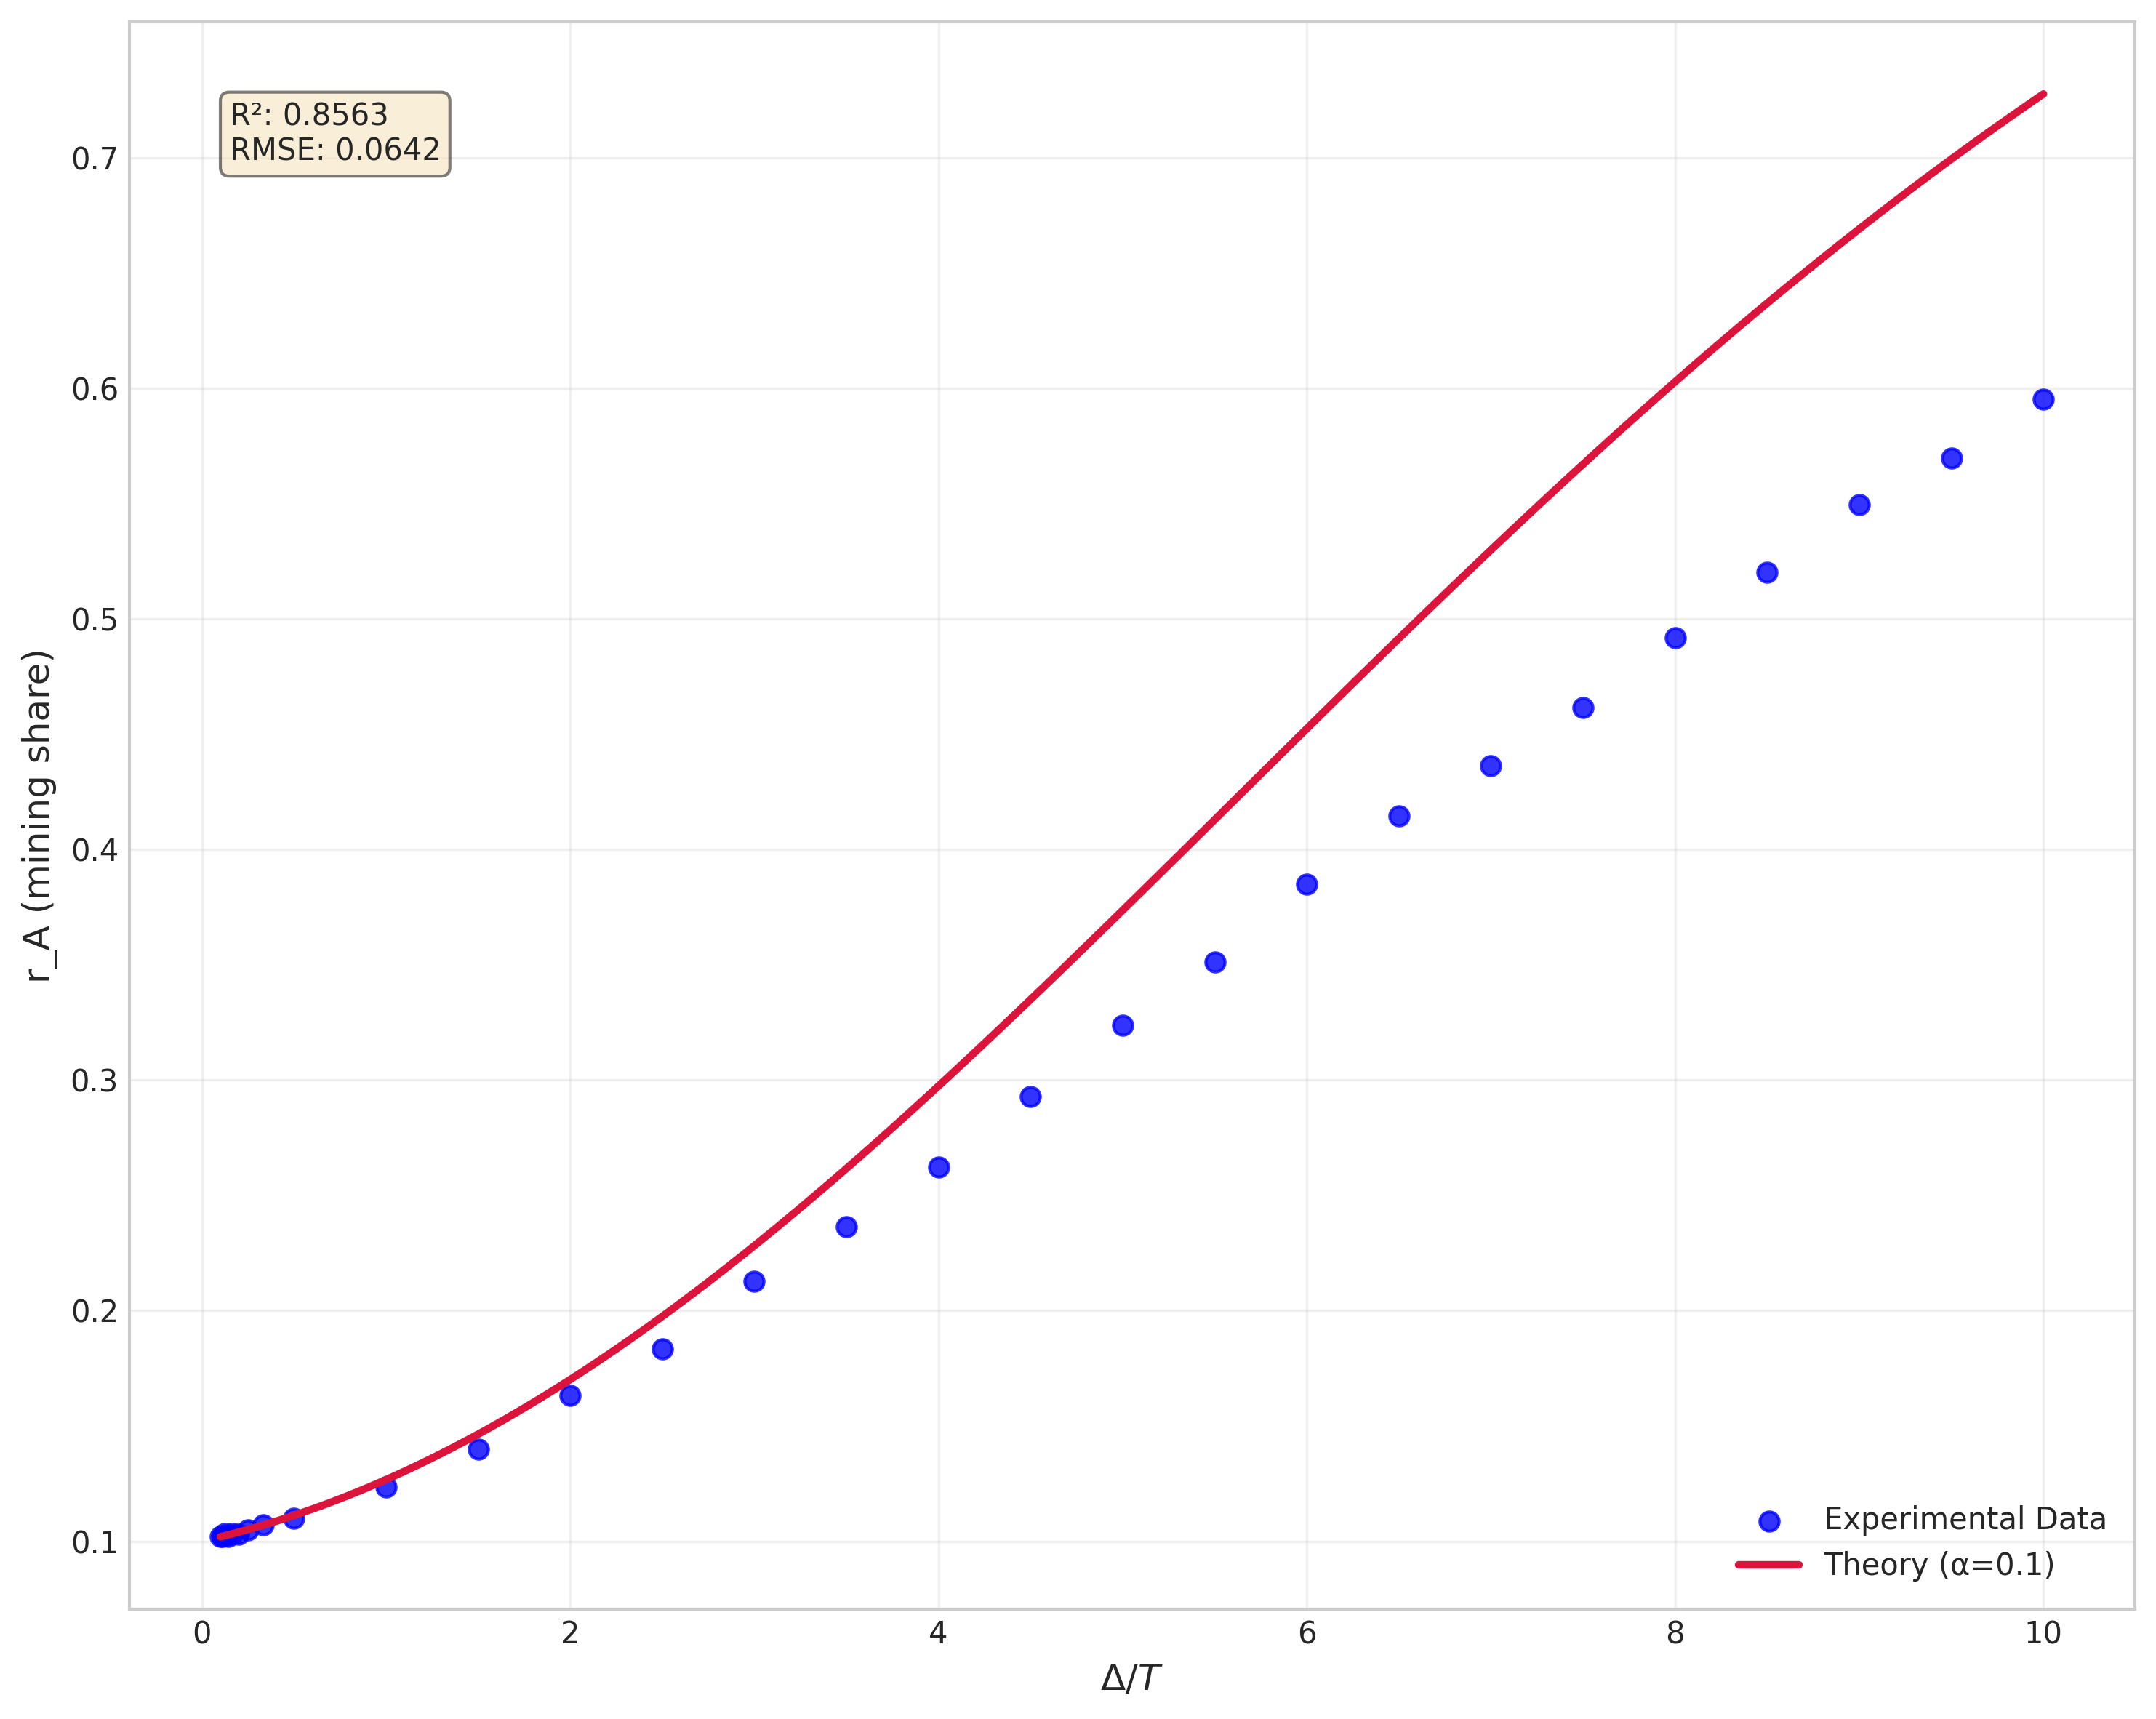 R²: 0.8563
RMSE: 0.0642
0.7
0.6
0.5
0.4
0.3
0.2
0.1
r_A (mining share)
0 2 4 6 8 10
Δ/T
Experimental Data
Theory (α=0.1)